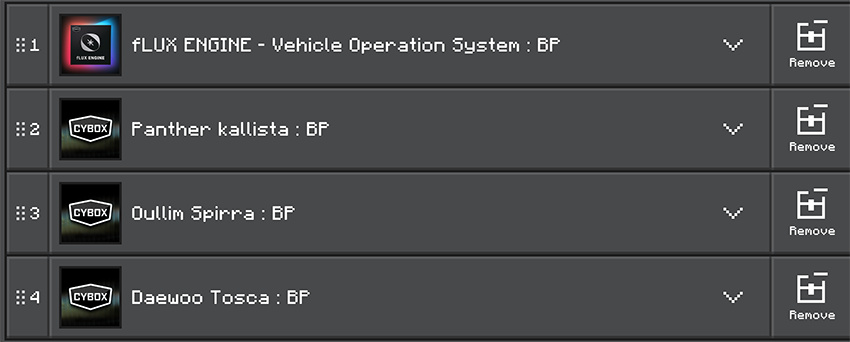 1
fLUX ENGINE
fLUX ENGINE - Vehicle Operation System : BP
Remove
2
CYBOX
Panther kallista : BP
Remove
3
CYBOX
Oullim Spirra : BP
Remove
4
CYBOX
Daewoo Tosca : BP
Remove